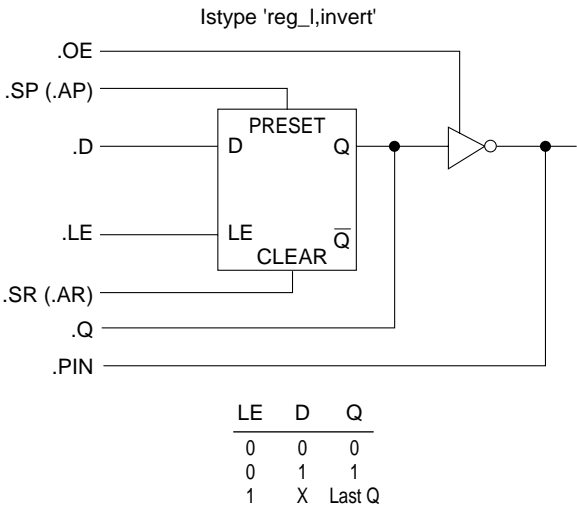 Istype 'reg_l,invert'
.OE
.SP (.AP)
PRESET
.D
D Q
.LE
LE Q̅
CLEAR
.SR (.AR)
.Q
.PIN
LE D Q
0 0 0
0 1 1
1 X Last Q